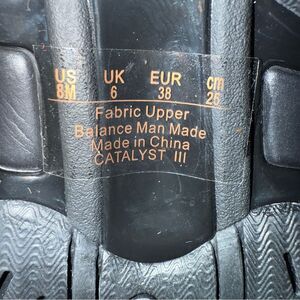 US UK EUR cm
8M 6 38 25
Fabric Upper
Balance Man Made
Made in China
CATALYST III